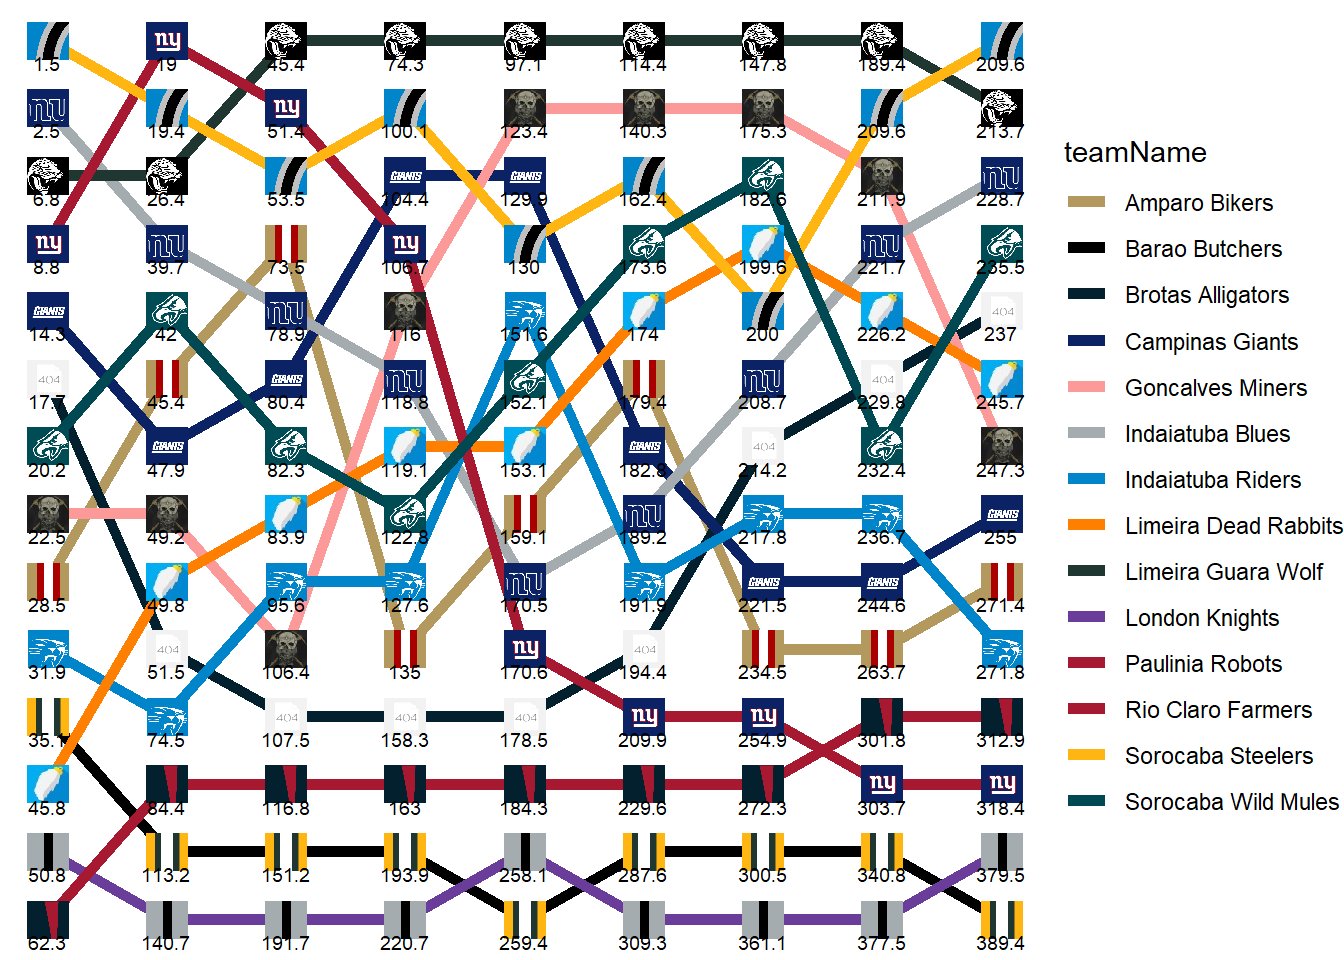 1.5 19 45.4 74.3 97.1 114.4 147.8 189.4 209.6
2.5 19.4 51.4 100.1 123.4 140.3 175.3 209.6 213.7
6.8 26.4 53.5 104.4 129.9 162.4 182.6 211.9 228.7
8.8 39.7 73.5 106.7 130 173.6 199.6 221.7 235.5
14.3 42 78.9 116 151.6 174 200 226.2 237
17.7 45.4 80.4 118.8 152.1 179.4 208.7 229.8 245.7
20.2 47.9 82.3 119.1 153.1 182.8 214.2 232.4 247.3
22.5 49.2 83.9 122.8 159.1 189.2 217.8 236.7 255
28.5 49.8 95.6 127.6 170.5 191.9 221.5 244.6 271.4
31.9 51.5 106.4 135 170.6 194.4 234.5 263.7 271.8
35.1 74.5 107.5 158.3 178.5 209.9 254.9 301.8 312.9
45.8 84.4 116.8 163 184.3 229.6 272.3 303.7 318.4
50.8 113.2 151.2 193.9 258.1 287.6 300.5 340.8 379.5
62.3 140.7 191.7 220.7 259.4 309.3 361.1 377.5 389.4
teamName
Amparo Bikers
Barao Butchers
Brotas Alligators
Campinas Giants
Goncalves Miners
Indaiatuba Blues
Indaiatuba Riders
Limeira Dead Rabbits
Limeira Guara Wolf
London Knights
Paulinia Robots
Rio Claro Farmers
Sorocaba Steelers
Sorocaba Wild Mules